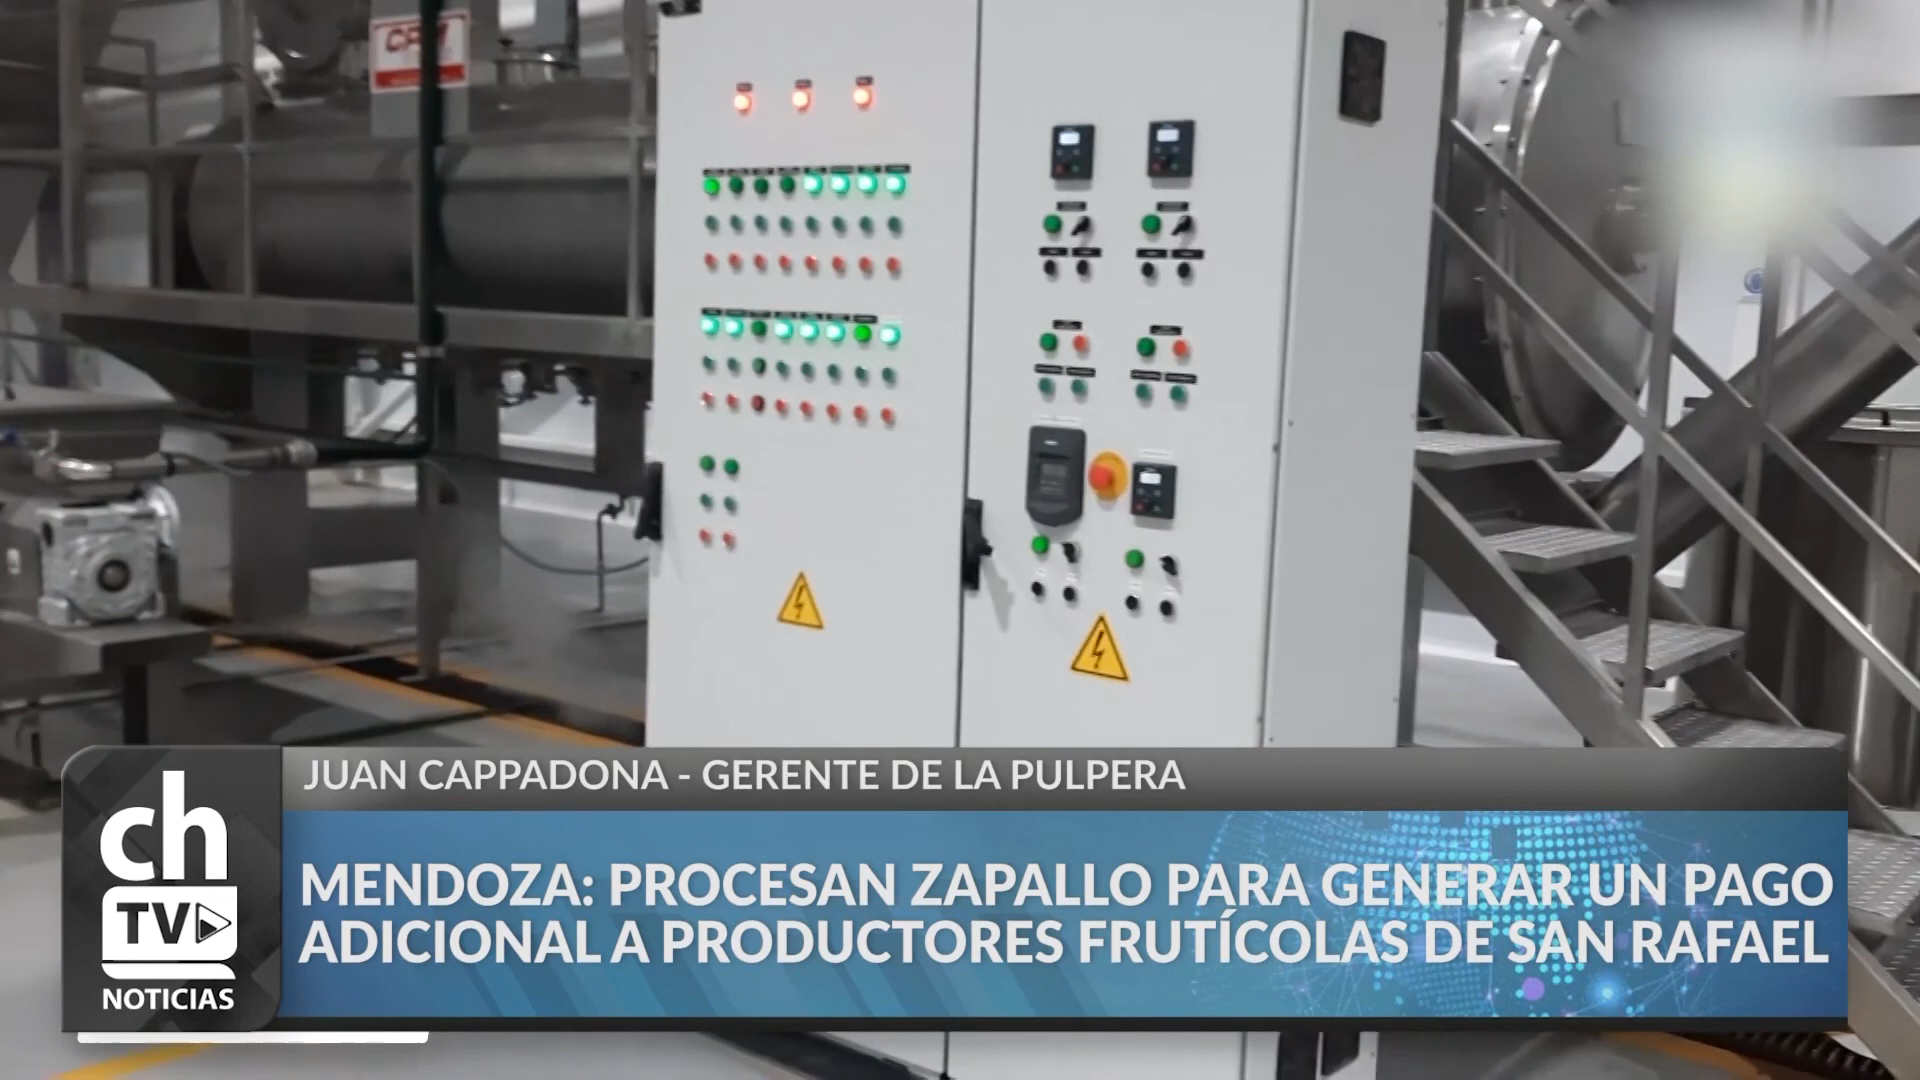 JUAN CAPPADONA - GERENTE DE LA PULPERA
MENDOZA: PROCESAN ZAPALLO PARA GENERAR UN PAGO
ADICIONAL A PRODUCTORES FRUTÍCOLAS DE SAN RAFAEL
ch
TV
NOTICIAS